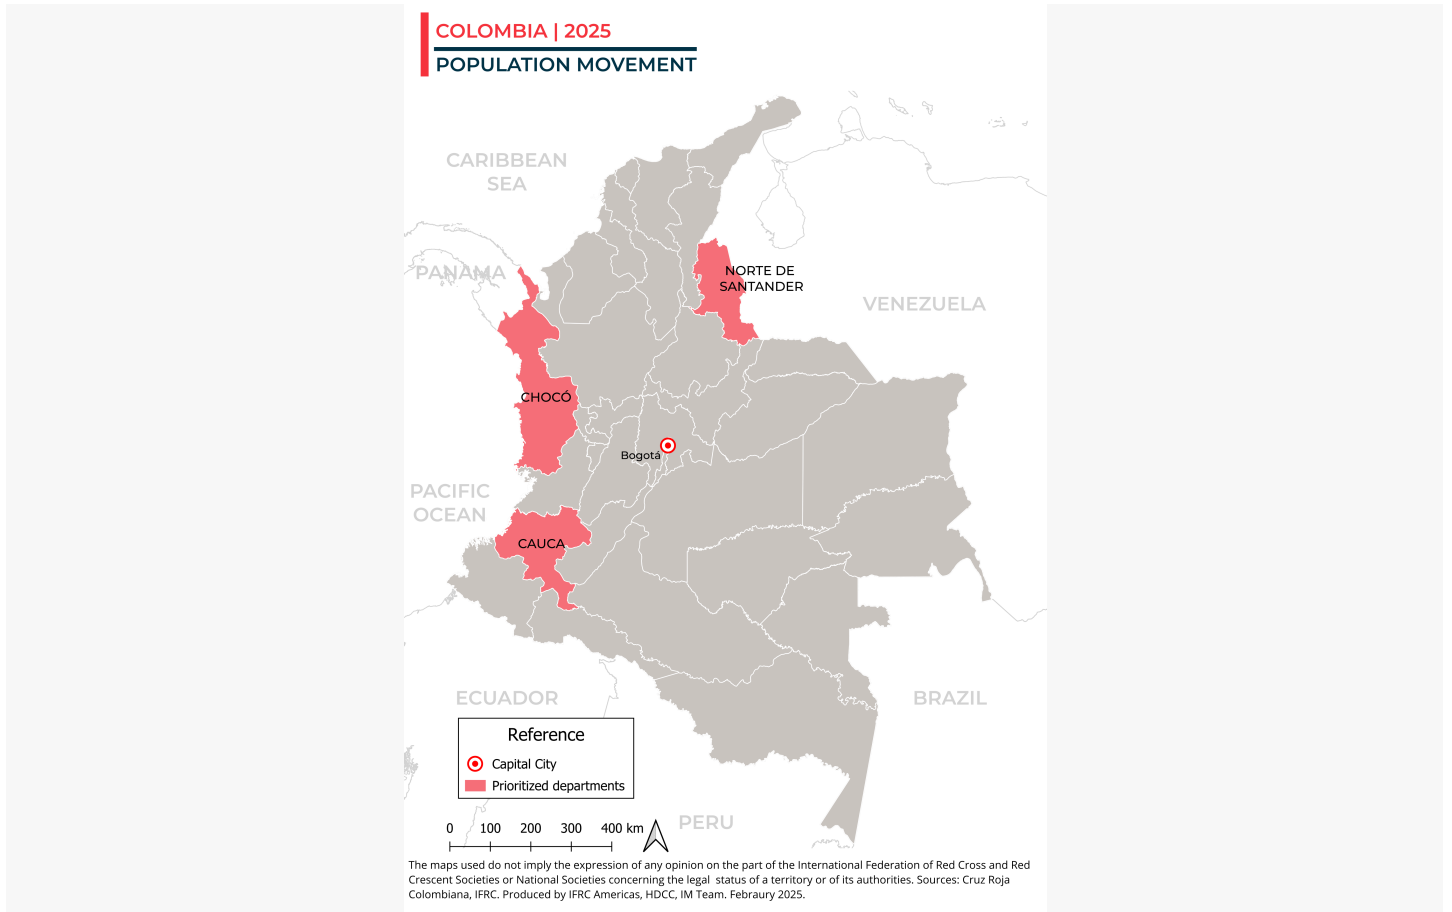 COLOMBIA | 2025
POPULATION MOVEMENT
CARIBBEAN
SEA
PANAMA
NORTE DE
SANTANDER
VENEZUELA
CHOCÓ
Bogotá
PACIFIC
OCEAN
CAUCA
ECUADOR
BRAZIL
Reference
Capital City
Prioritized departments
PERU
0 100 200 300 400 km
The maps used do not imply the expression of any opinion on the part of the International Federation of Red Cross and Red
Crescent Societies or National Societies concerning the legal status of a territory or of its authorities. Sources: Cruz Roja
Colombiana, IFRC. Produced by IFRC Americas, HDCC, IM Team. Febraury 2025.